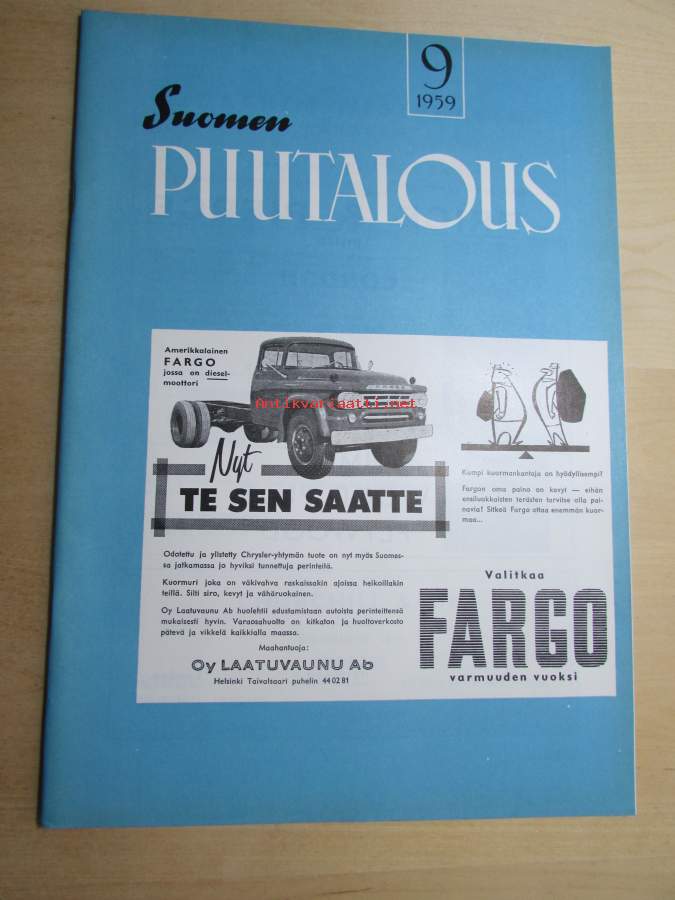 9
1959
Suomen
PUUTALOUS
Amerikkalainen
FARGO
jossa on diesel-
moottori
Antikvariaatti.net
Nyt
TE SEN SAATTE
Kumpi kuormankantaja on hyödyllisempi?
Fargon oma paino on kevyt — eihän
ensiluokkaisten terästen tarvitse olla pai-
navia! Sitkeä Fargo ottaa enemmän kuor-
maa...
Odotettu ja ylistetty Chrysler-yhtymän tuote on nyt myös Suomes-
sa jatkamassa jo hyviksi tunnettuja perinteitä.
Kuormuri joka on väkivahva raskaissakin ajoissa heikoillakin
teillä. Silti siro, kevyt ja vähäruokainen.
Oy Laatuvaunu Ab huolehtii edustamistaan autoista perinteittensä
mukaisesti hyvin. Varaosahuolto on kitkaton ja huoltoverkosto
pätevä ja vikkelä kaikkialla maassa.
Maahantuoja:
Oy LAATUVAUNU Ab
Helsinki Taivalsaari puhelin 44 02 81
Valitkaa
FARGO
varmuuden vuoksi